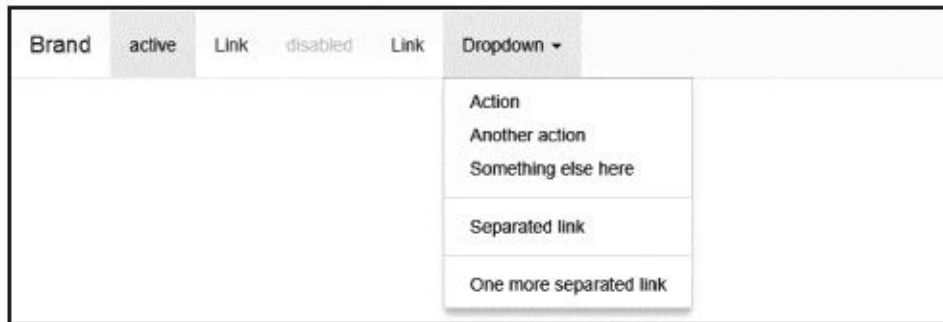 Brand active Link disabled Link Dropdown
Action
Another action
Something else here
Separated link
One more separated link